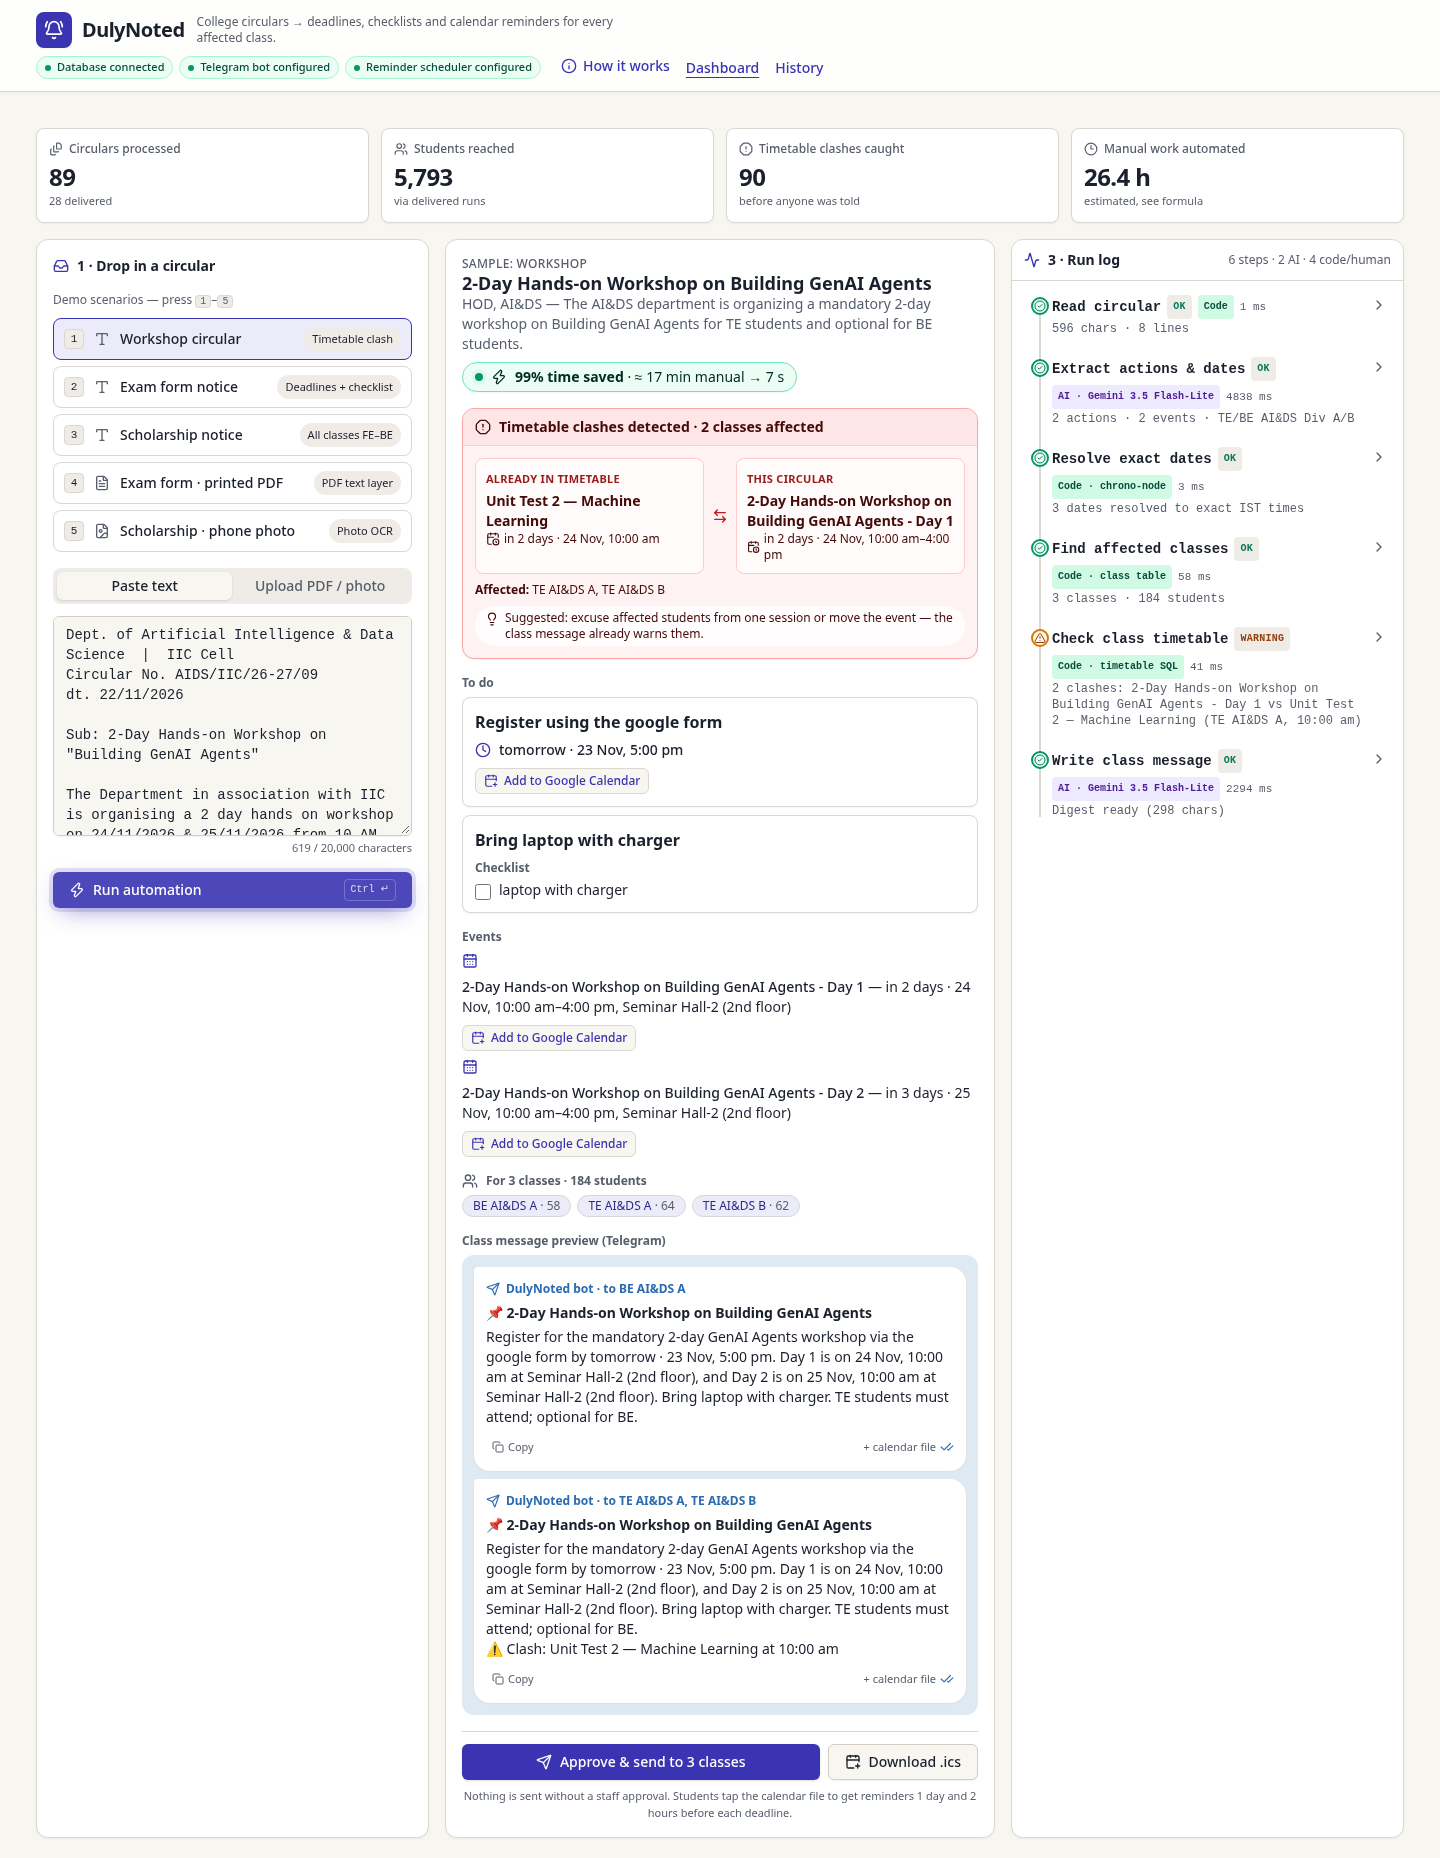 DulyNoted
College circulars → deadlines, checklists and calendar reminders for every
affected class.
Database connected
Telegram bot configured
Reminder scheduler configured
How it works
Dashboard
History
Circulars processed
89
28 delivered
Students reached
5,793
via delivered runs
Timetable clashes caught
90
before anyone was told
Manual work automated
26.4 h
estimated, see formula
1 · Drop in a circular
Demo scenarios — press 1–5
1 Workshop circular Timetable clash
2 Exam form notice Deadlines + checklist
3 Scholarship notice All classes FE–BE
4 Exam form · printed PDF PDF text layer
5 Scholarship · phone photo Photo OCR
Paste text
Upload PDF / photo
Dept. of Artificial Intelligence & Data
Science | IIC Cell
Circular No. AIDS/IIC/26-27/09
dt. 22/11/2026
Sub: 2-Day Hands-on Workshop on
"Building GenAI Agents"
The Department in association with IIC
is organising a 2 day hands on workshop
on 24/11/2026 & 25/11/2026 from 10 AM
619 / 20,000 characters
Run automation Ctrl ↵
SAMPLE: WORKSHOP
2-Day Hands-on Workshop on Building GenAI Agents
HOD, AI&DS — The AI&DS department is organizing a mandatory 2-day
workshop on Building GenAI Agents for TE students and optional for BE
students.
99% time saved · ≈ 17 min manual → 7 s
Timetable clashes detected · 2 classes affected
ALREADY IN TIMETABLE
Unit Test 2 — Machine
Learning
in 2 days · 24 Nov, 10:00 am
THIS CIRCULAR
2-Day Hands-on Workshop on
Building GenAI Agents - Day 1
in 2 days · 24 Nov, 10:00 am–4:00
pm
Affected: TE AI&DS A, TE AI&DS B
Suggested: excuse affected students from one session or move the event — the
class message already warns them.
To do
Register using the google form
tomorrow · 23 Nov, 5:00 pm
Add to Google Calendar
Bring laptop with charger
Checklist
laptop with charger
Events
2-Day Hands-on Workshop on Building GenAI Agents - Day 1 — in 2 days · 24
Nov, 10:00 am–4:00 pm, Seminar Hall-2 (2nd floor)
Add to Google Calendar
2-Day Hands-on Workshop on Building GenAI Agents - Day 2 — in 3 days · 25
Nov, 10:00 am–4:00 pm, Seminar Hall-2 (2nd floor)
Add to Google Calendar
For 3 classes · 184 students
BE AI&DS A · 58
TE AI&DS A · 64
TE AI&DS B · 62
Class message preview (Telegram)
DulyNoted bot · to BE AI&DS A
📌 2-Day Hands-on Workshop on Building GenAI Agents
Register for the mandatory 2-day GenAI Agents workshop via the
google form by tomorrow · 23 Nov, 5:00 pm. Day 1 is on 24 Nov, 10:00
am at Seminar Hall-2 (2nd floor), and Day 2 is on 25 Nov, 10:00 am at
Seminar Hall-2 (2nd floor). Bring laptop with charger. TE students must
attend; optional for BE.
Copy
+ calendar file
DulyNoted bot · to TE AI&DS A, TE AI&DS B
📌 2-Day Hands-on Workshop on Building GenAI Agents
Register for the mandatory 2-day GenAI Agents workshop via the
google form by tomorrow · 23 Nov, 5:00 pm. Day 1 is on 24 Nov, 10:00
am at Seminar Hall-2 (2nd floor), and Day 2 is on 25 Nov, 10:00 am at
Seminar Hall-2 (2nd floor). Bring laptop with charger. TE students must
attend; optional for BE.
⚠️ Clash: Unit Test 2 — Machine Learning at 10:00 am
Copy
+ calendar file
Approve & send to 3 classes
Download .ics
Nothing is sent without a staff approval. Students tap the calendar file to get reminders 1 day and 2
hours before each deadline.
3 · Run log
6 steps · 2 AI · 4 code/human
Read circular OK Code 1 ms
596 chars · 8 lines
Extract actions & dates OK
AI · Gemini 3.5 Flash-Lite 4838 ms
2 actions · 2 events · TE/BE AI&DS Div A/B
Resolve exact dates OK
Code · chrono-node 3 ms
3 dates resolved to exact IST times
Find affected classes OK
Code · class table 58 ms
3 classes · 184 students
Check class timetable WARNING
Code · timetable SQL 41 ms
2 clashes: 2-Day Hands-on Workshop on
Building GenAI Agents - Day 1 vs Unit Test
2 — Machine Learning (TE AI&DS A, 10:00 am)
Write class message OK
AI · Gemini 3.5 Flash-Lite 2294 ms
Digest ready (298 chars)